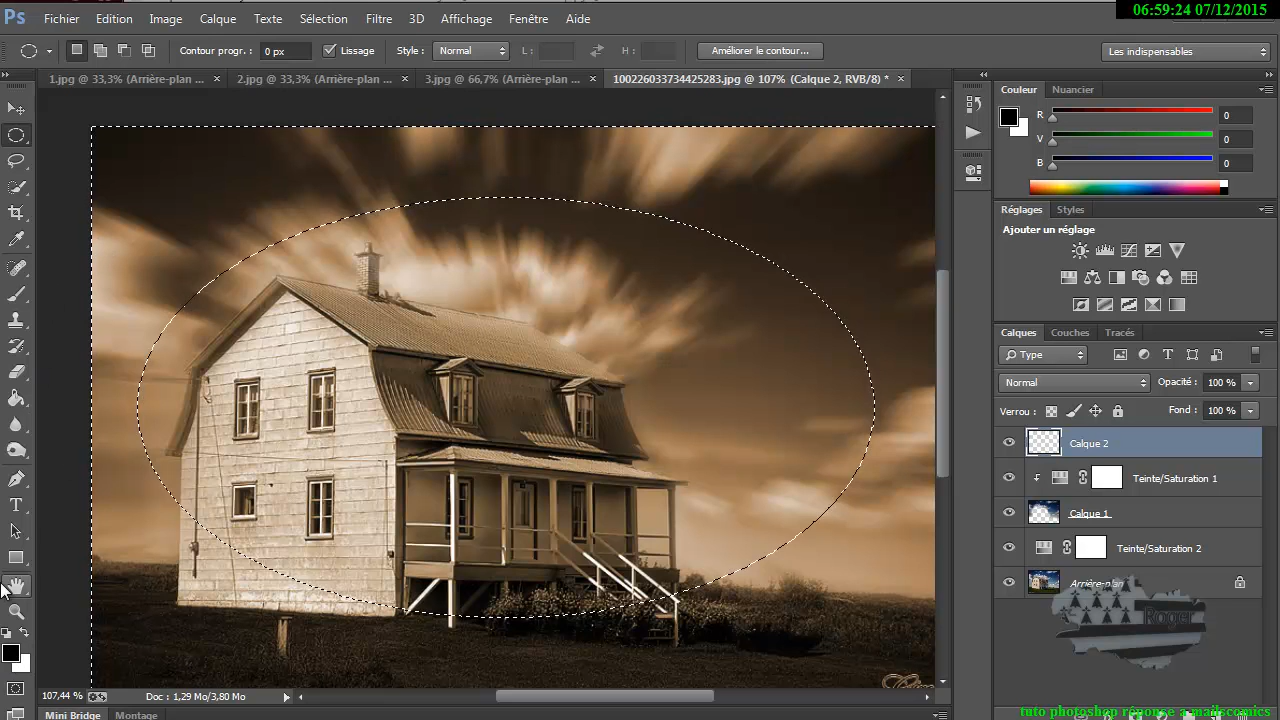 06:59:24 07/12/2015
Ps Fichier Edition Image Calque Texte Sélection Filtre 3D Affichage Fenêtre Aide
Contour progr. : 0 px Lissage Style : Normal L : H : Améliorer le contour... Les indispensables
1.jpg @ 33,3% (Arrière-plan ... × 2.jpg @ 33,3% (Arrière-plan ... × 3.jpg @ 66,7% (Arrière-plan ... × 100226033734425283.jpg @ 107% (Calque 2, RVB/8) * ×
Couleur Nuancier
R 0
V 0
B 0
Réglages Styles
Ajouter un réglage
Calques Couches Tracés
Type
Normal Opacité : 100 %
Verrou : Fond : 100 %
Calque 2
Teinte/Saturation 1
Calque 1
Teinte/Saturation 2
Arrière-plan
Roger
107,44 % Doc : 1,29 Mo/3,80 Mo
Mini Bridge Montage
tuto photoshop réponse a mailscomics